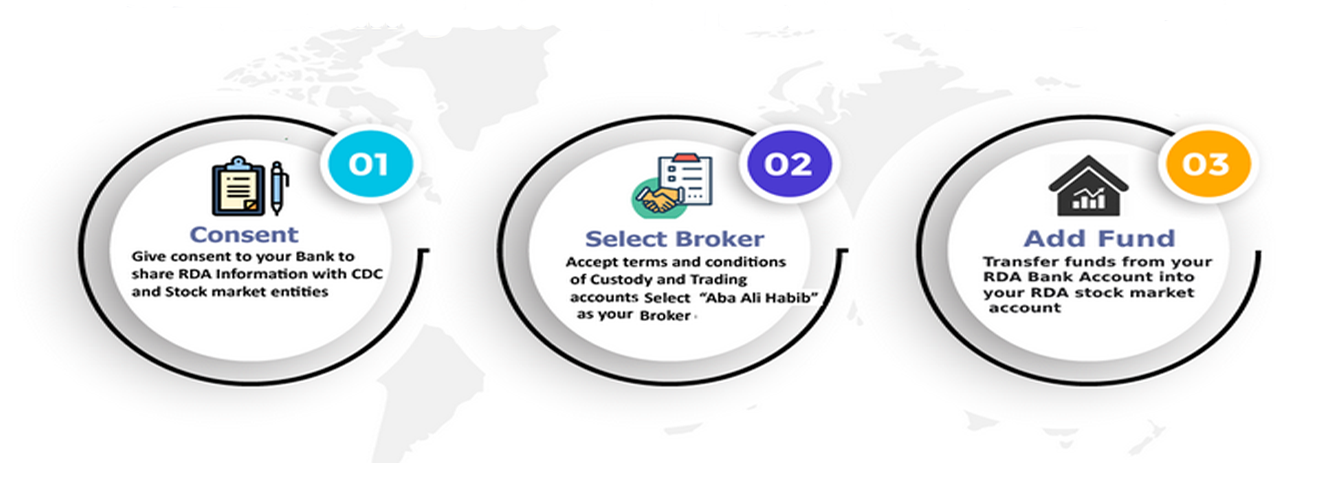 01
Consent
Give consent to your Bank to
share RDA Information with CDC
and Stock market entities
02
Select Broker
Accept terms and conditions
of Custody and Trading
accounts Select “Aba Ali Habib”
as your Broker
03
Add Fund
Transfer funds from your
RDA Bank Account into
your RDA stock market
account